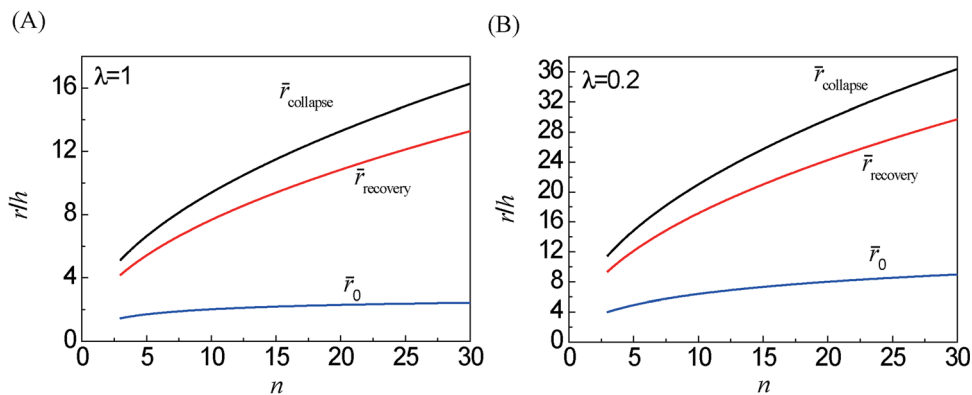 (A)
λ=1
r̄collapse
r̄recovery
r̄0
r/h
16
12
8
4
0
0 5 10 15 20 25 30
n
(B)
λ=0.2
r̄collapse
r̄recovery
r̄0
r/h
36
32
28
24
20
16
12
8
4
0
0 5 10 15 20 25 30
n